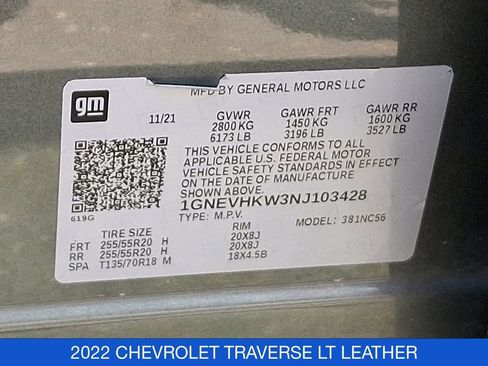 MFD BY GENERAL MOTORS LLC
gm
11/21
GVWR GAWR FRT GAWR RR
2800 KG 1450 KG 1600 KG
6173 LB 3196 LB 3527 LB
THIS VEHICLE CONFORMS TO ALL
APPLICABLE U.S. FEDERAL MOTOR
VEHICLE SAFETY STANDARDS IN EFFECT
ON THE DATE OF MANUFACTURE
SHOWN ABOVE.
1GNEVHKW3NJ103428
619G
TYPE: M.P.V. MODEL: 381NC56
TIRE SIZE RIM
FRT 255/55R20 H 20X8J
RR 255/55R20 H 20X8J
SPA T135/70R18 M 18X4.5B
2022 CHEVROLET TRAVERSE LT LEATHER